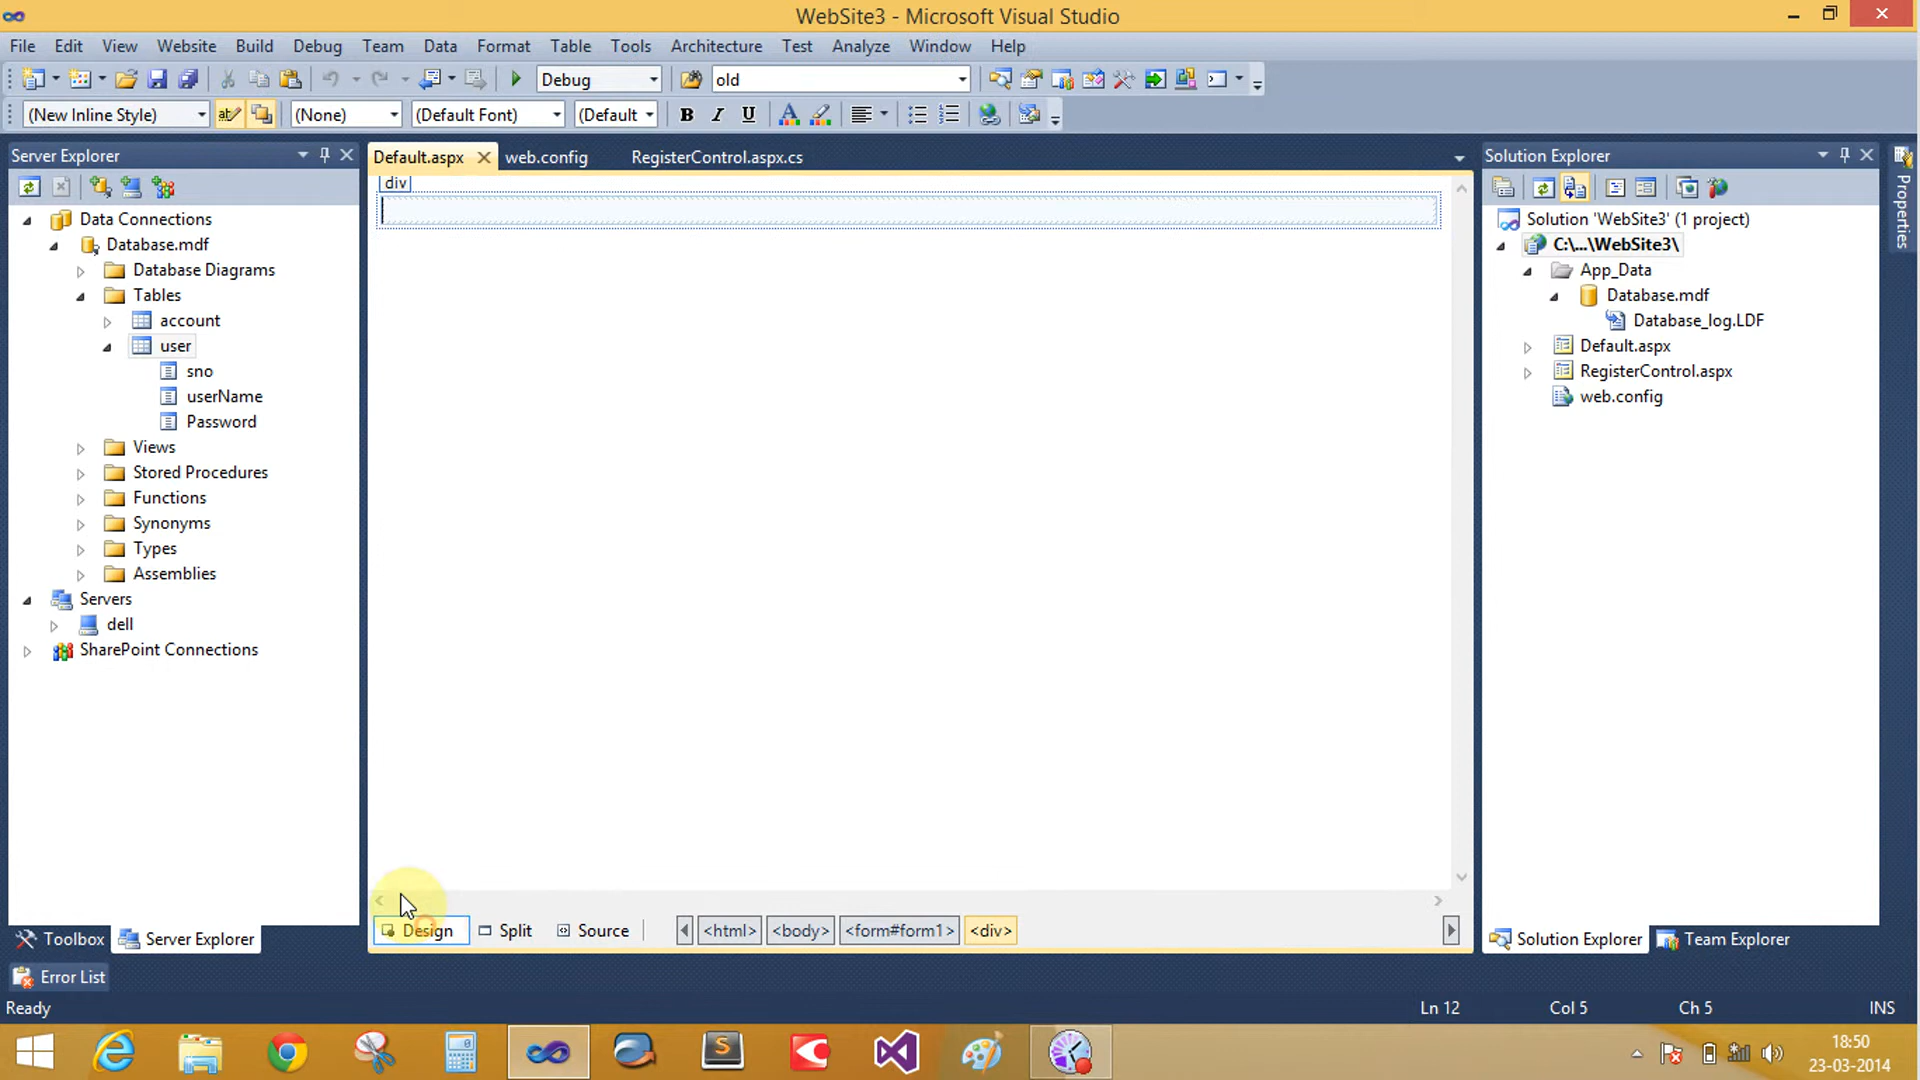 WebSite3 - Microsoft Visual Studio
File Edit View Website Build Debug Team Data Format Table Tools Architecture Test Analyze Window Help
Debug old
(New Inline Style) (None) (Default Font) (Default B I U
Server Explorer
Data Connections
Database.mdf
Database Diagrams
Tables
account
user
sno
userName
Password
Views
Stored Procedures
Functions
Synonyms
Types
Assemblies
Servers
dell
SharePoint Connections
Toolbox Server Explorer
Default.aspx web.config RegisterControl.aspx.cs
div
Design Split Source <html> <body> <form#form1> <div>
Solution Explorer
Solution 'WebSite3' (1 project)
C:\...\WebSite3\
App_Data
Database.mdf
Database_log.LDF
Default.aspx
RegisterControl.aspx
web.config
Solution Explorer Team Explorer
Properties
Error List
Ready Ln 12 Col 5 Ch 5 INS
18:50
23-03-2014